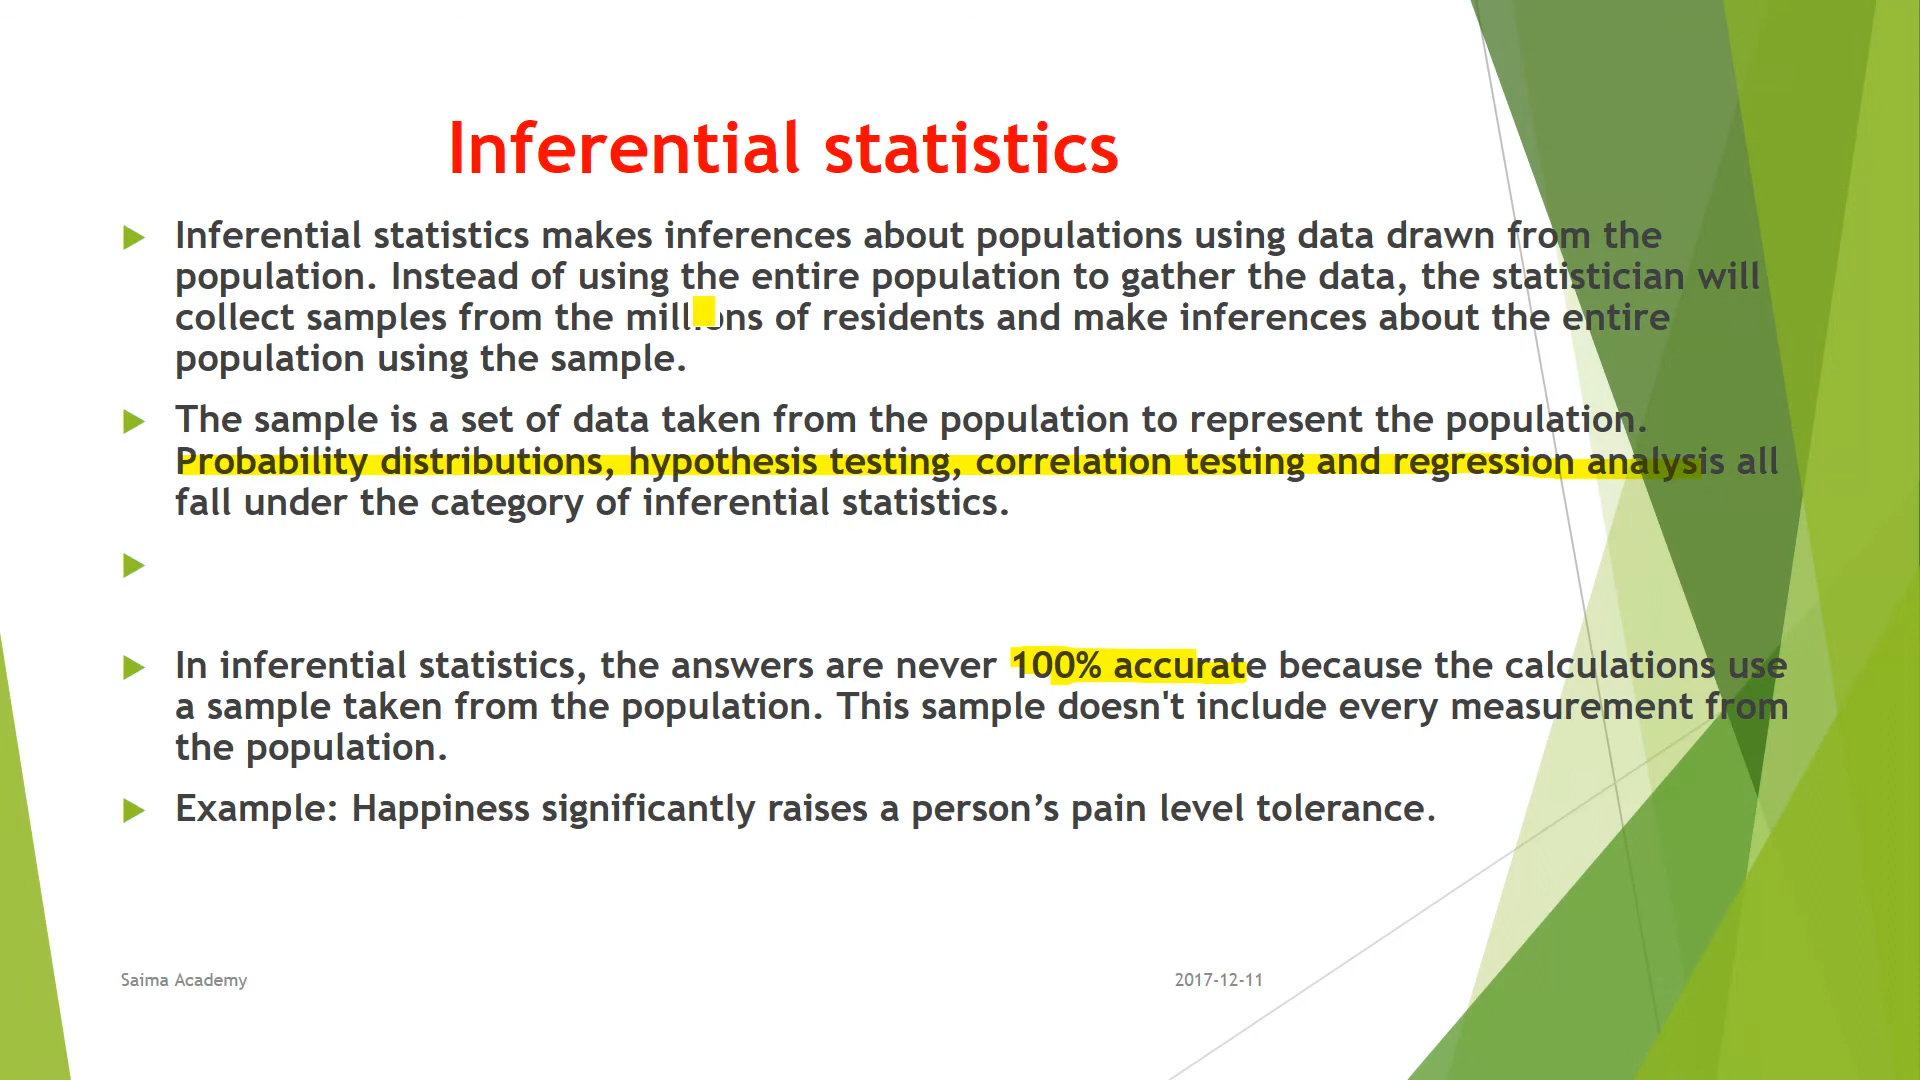 Inferential statistics
Inferential statistics makes inferences about populations using data drawn from the
population. Instead of using the entire population to gather the data, the statistician will
collect samples from the millions of residents and make inferences about the entire
population using the sample.
The sample is a set of data taken from the population to represent the population.
Probability distributions, hypothesis testing, correlation testing and regression analysis all
fall under the category of inferential statistics.
In inferential statistics, the answers are never 100% accurate because the calculations use
a sample taken from the population. This sample doesn't include every measurement from
the population.
Example: Happiness significantly raises a person’s pain level tolerance.
Saima Academy
2017-12-11